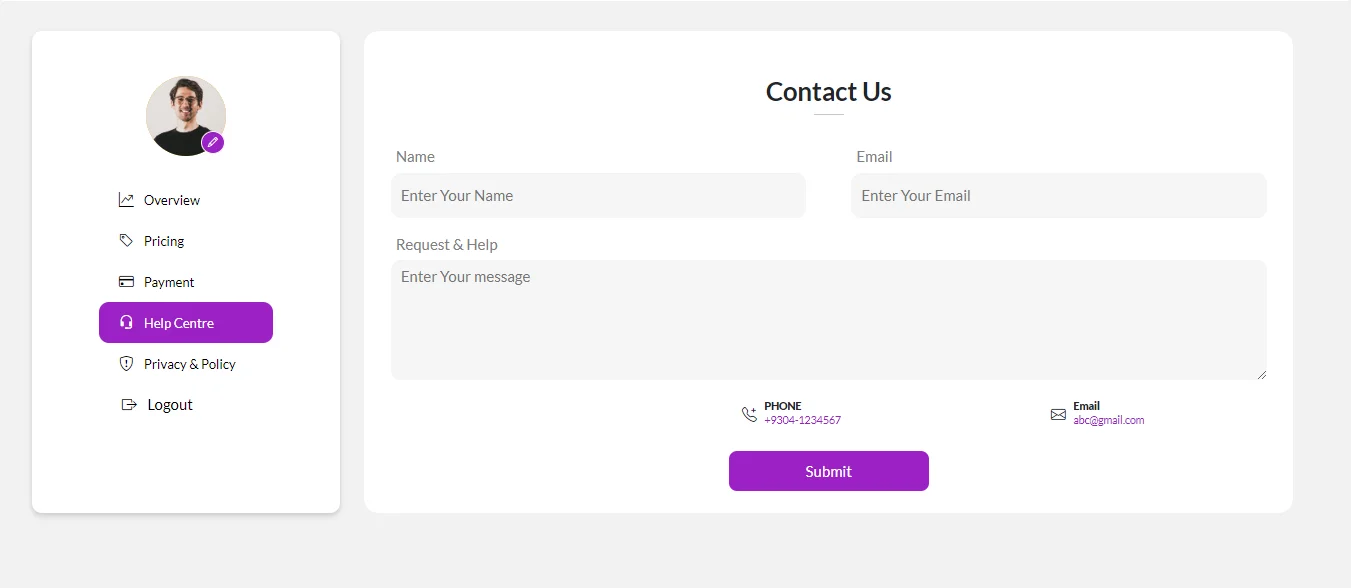 Overview
Pricing
Payment
Help Centre
Privacy & Policy
Logout
Contact Us
Name
Email
Enter Your Name
Enter Your Email
Request & Help
Enter Your message
PHONE
+9304-1234567
Email
abc@gmail.com
Submit